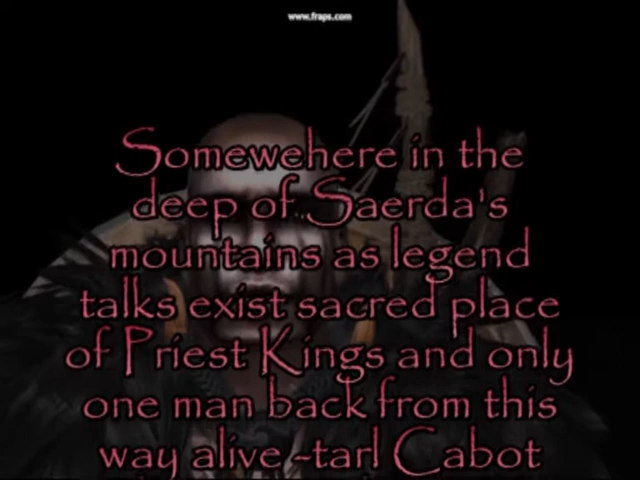 www.fraps.com
Somewehere in the
deep of..Saerda's
mountains as legend
talks exist sacred place
of Priest Kings and only
one man back from this
way alive -tarl Cabot